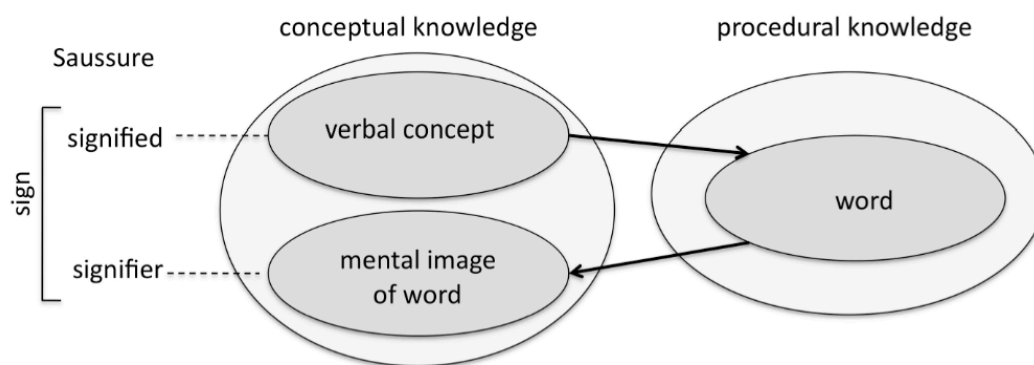 conceptual knowledge
procedural knowledge
Saussure
sign
signified
verbal concept
word
signifier
mental image
of word